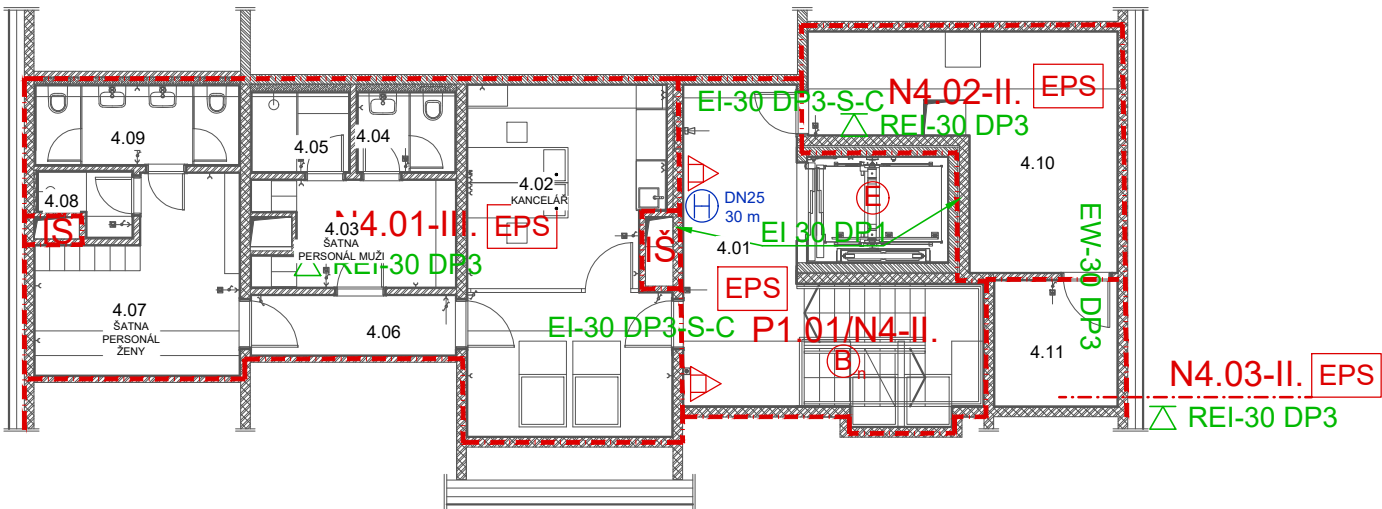 EI-30 DP3-S-C
N4.02-II.
EPS
REI-30 DP3
4.09
4.05
4.04
4.10
4.08
4.02
KANCELÁŘ
E
H
DN25
30 m
IŠ
N4.01-III.
EPS
4.03
ŠATNA
PERSONÁL MUŽI
REI-30 DP3
IŠ
4.01
EI 30 DP1
EW-30 DP3
EPS
4.07
ŠATNA
PERSONÁL
ŽENY
4.06
EI-30 DP3-S-C
P1.01/N4-II.
B
n
4.11
N4.03-II.
EPS
REI-30 DP3